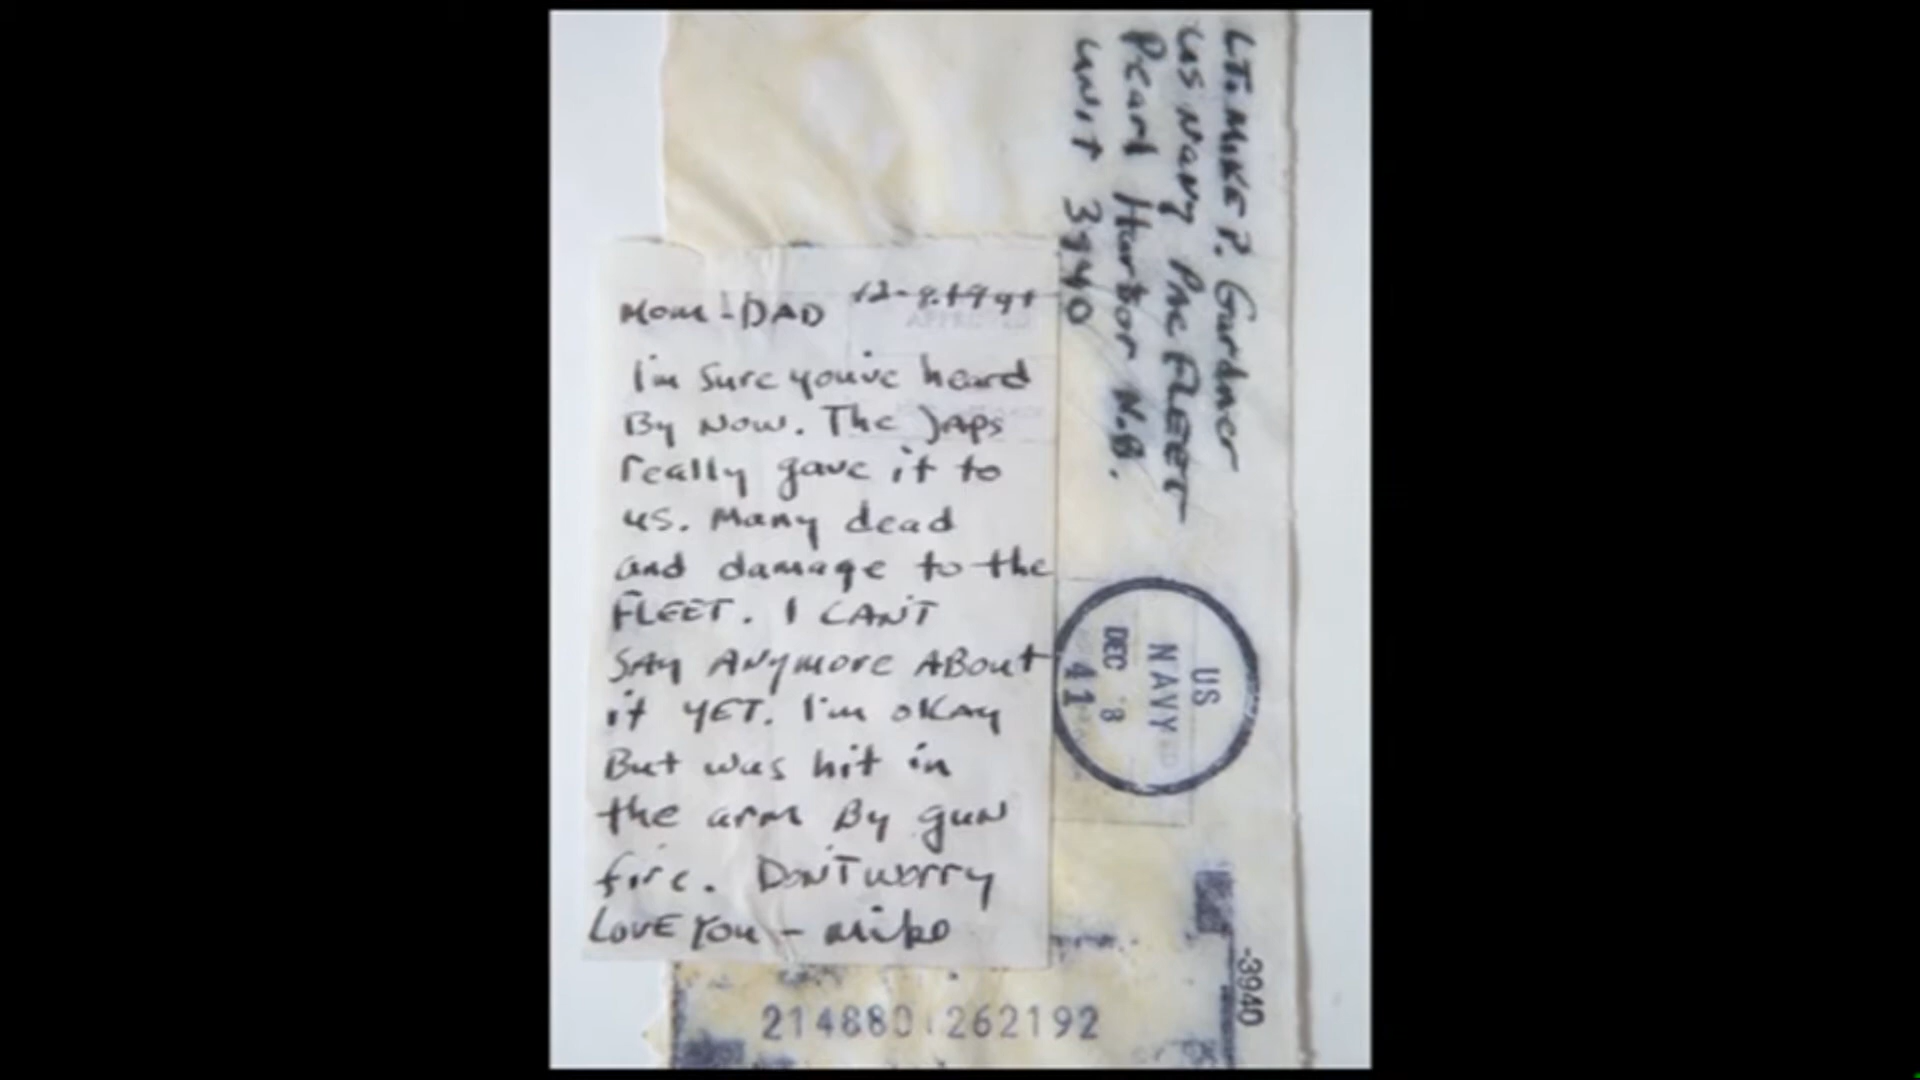 Mom - DAD 12-9-1941
I'm Sure you've heard
By Now. The JAPS
really gave it to
us. Many dead
and damage to the
FLEET. I CAN'T
SAY ANymore ABout
it YET. I'm okay
But was hit in
the arm By gun
fire. DON'T worry
LOVE YOU - Mike
LT. MIKE P. Gardner
US Navy Pac FLEET
Pearl Harbor N.B.
UNIT 3940
US
NAVY
DEC 8
41
-3940
214880 262192